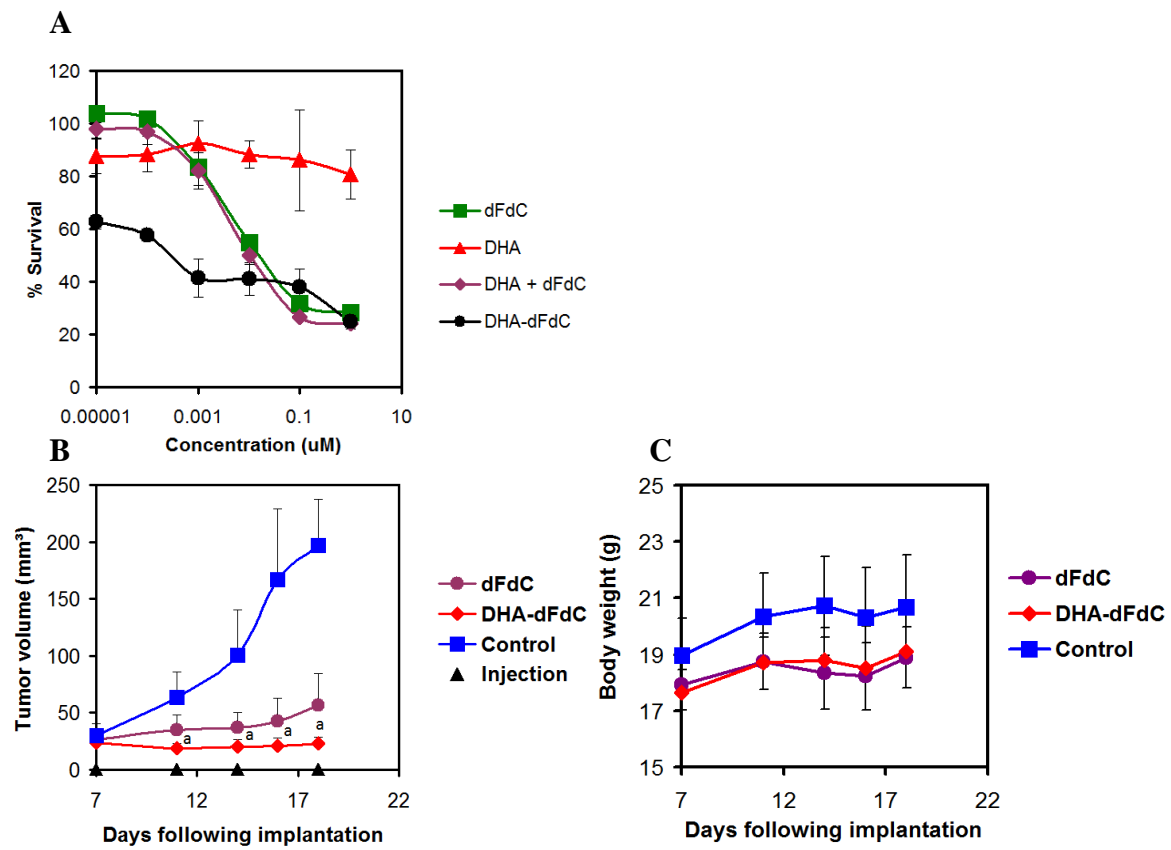 A
120
100
80
60
40
20
0
% Survival
0.00001
0.001
0.1
10
Concentration (uM)
dFdC
DHA
DHA + dFdC
DHA-dFdC
B
250
200
150
100
50
0
Tumor volume (mm³)
a
a
a
a
7
12
17
22
Days following implantation
dFdC
DHA-dFdC
Control
Injection
C
25
23
21
19
17
15
Body weight (g)
7
12
17
22
Days following implantation
dFdC
DHA-dFdC
Control